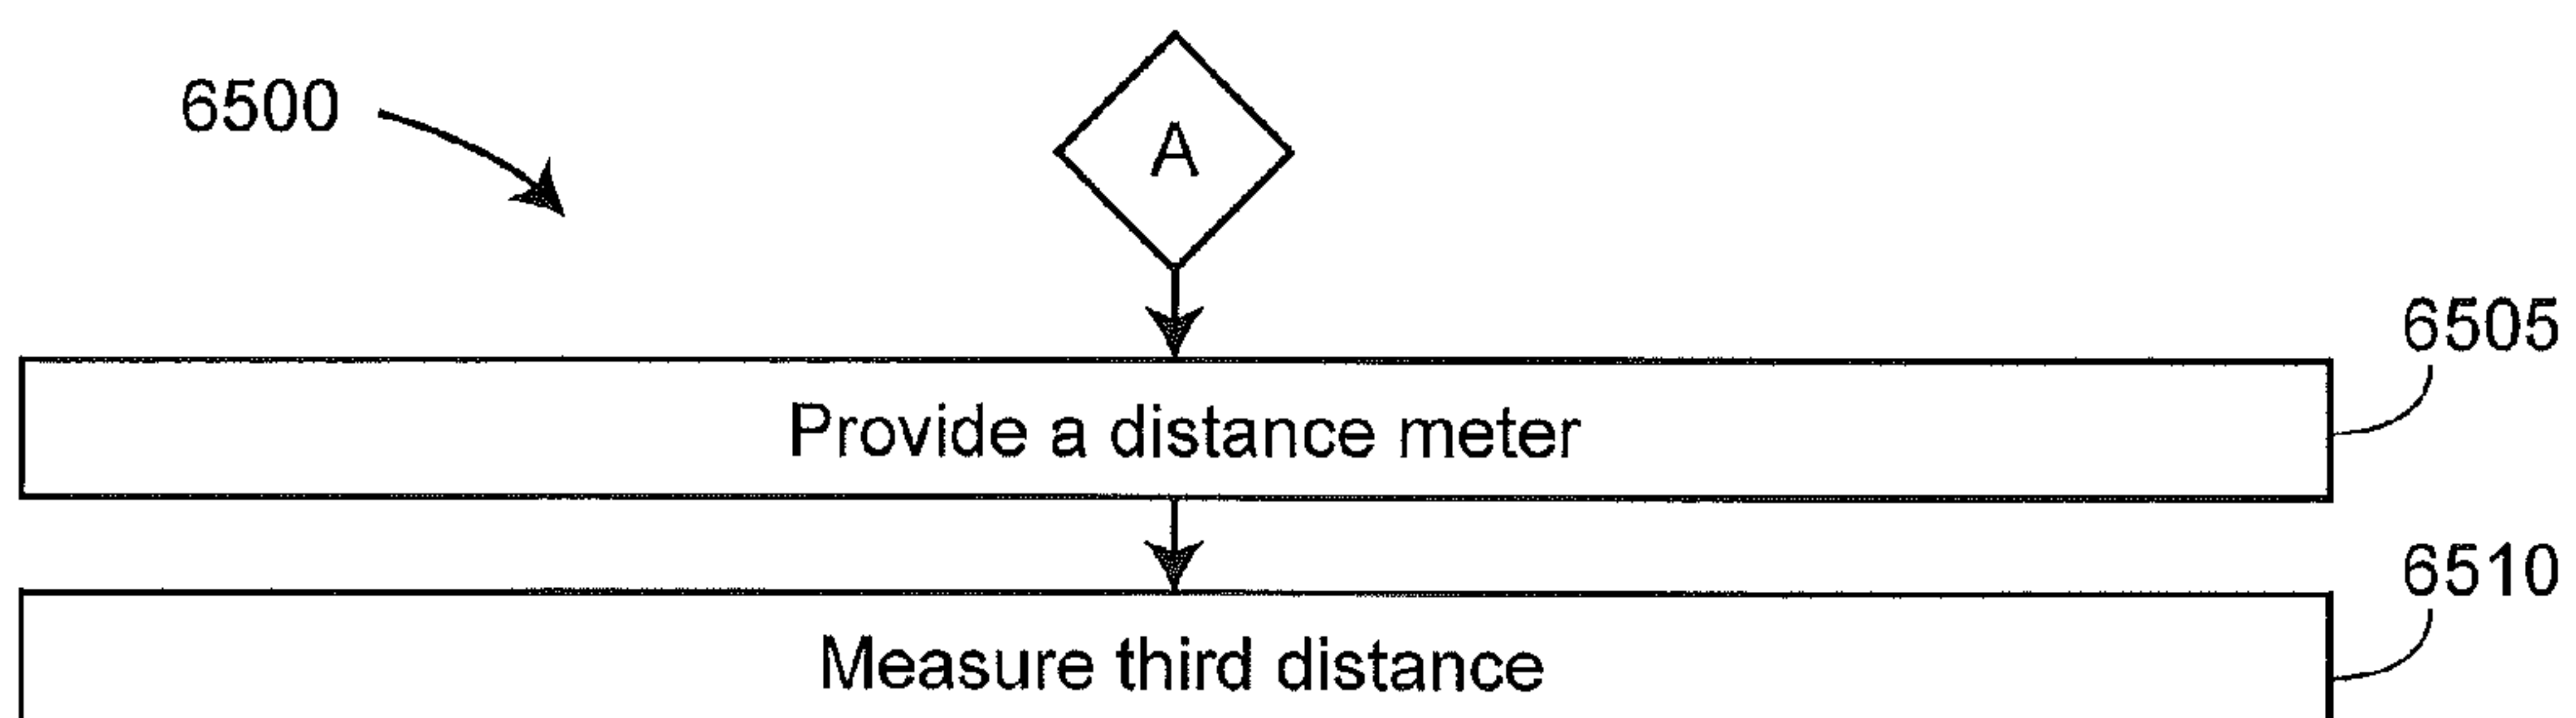 6500
A
6505
Provide a distance meter
6510
Measure third distance